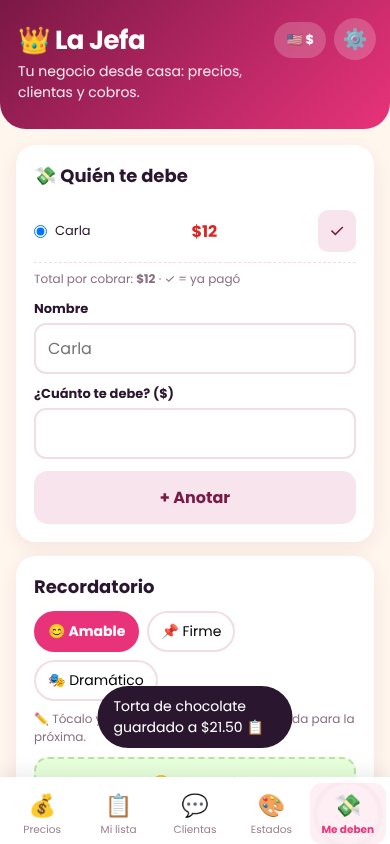 👑 La Jefa
🇺🇸 $
⚙️
Tu negocio desde casa: precios,
clientas y cobros.
💸 Quién te debe
Carla
$12
✓
Total por cobrar: $12 · ✓ = ya pagó
Nombre
Carla
¿Cuánto te debe? ($)
+ Anotar
Recordatorio
😊 Amable
📌 Firme
🎭 Dramático
✏️ Tócalo
da para la
próxima.
Torta de chocolate
guardado a $21.50 📋
Precios
Mi lista
Clientas
Estados
Me deben